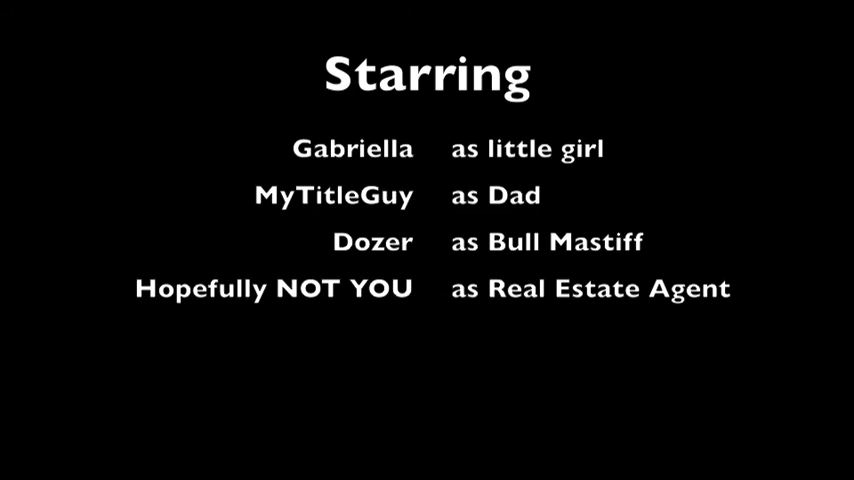 Starring
Gabriella as little girl
MyTitleGuy as Dad
Dozer as Bull Mastiff
Hopefully NOT YOU as Real Estate Agent